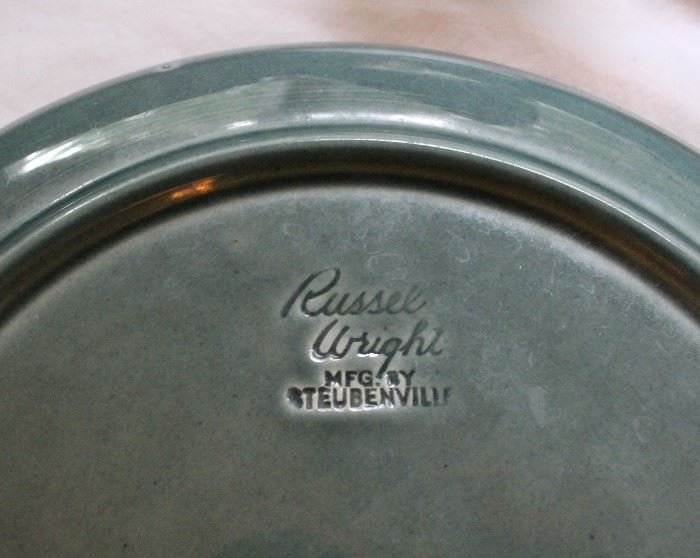 Russel
Wright
MFG. BY
STEUBENVILLE